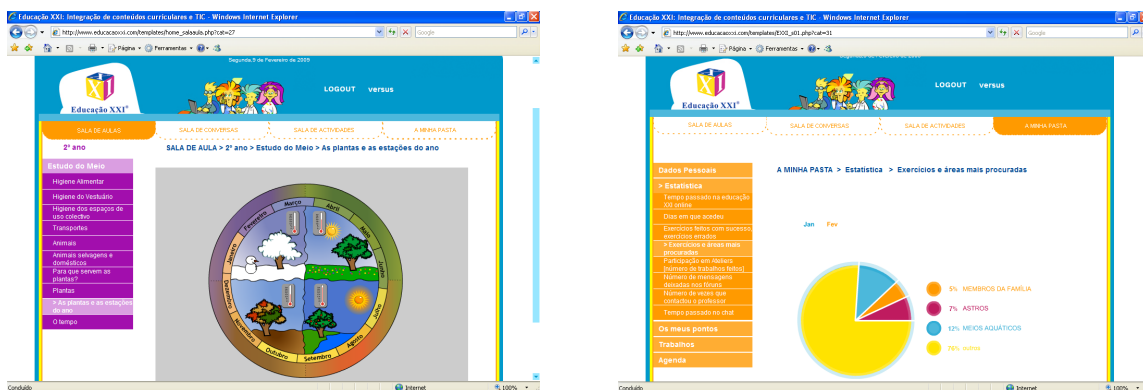 Educação XXI: Integração de conteúdos curriculares e TIC - Windows Internet Explorer
http://www.educacaoxxi.com/templates/home_salaaula.php?cat=27
Google
Página Ferramentas
Segunda,9 de Fevereiro de 2009
Educação XXI®
LOGOUT versus
SALA DE AULAS SALA DE CONVERSAS SALA DE ACTIVIDADES A MINHA PASTA
2º ano
SALA DE AULA > 2º ano > Estudo do Meio > As plantas e as estações do ano
Estudo do Meio
Higiene Alimentar
Higiene do Vestuário
Higiene dos espaços de
uso colectivo
Transportes
Animais
Animais selvagens e
domésticos
Para que servem as
plantas?
Plantas
> As plantas e as estações
do ano
O tempo
Janeiro
Fevereiro
Março
Abril
Maio
Junho
Julho
Agosto
Setembro
Outubro
Novembro
Dezembro
Concluído
Internet
100%
Educação XXI: Integração de conteúdos curriculares e TIC - Windows Internet Explorer
http://www.educacaoxxi.com/templates/EXXI_s01.php?cat=31
Google
Página Ferramentas
Educação XXI®
LOGOUT versus
SALA DE AULAS SALA DE CONVERSAS SALA DE ACTIVIDADES A MINHA PASTA
A MINHA PASTA > Estatística > Exercícios e áreas mais procuradas
Dados Pessoais
> Estatística
Tempo passado na educação
XXI online
Dias em que acedeu
Exercícios feitos com sucesso,
exercícios errados
> Exercícios e áreas mais
procuradas
Participação em Ateliers
(número de trabalhos feitos)
Número de mensagens
deixadas nos fóruns
Número de vezes que
contactou o professor
Tempo passado no chat
Os meus pontos
Trabalhos
Agenda
Jan Fev
5% MEMBROS DA FAMÍLIA
7% ASTROS
12% MEIOS AQUÁTICOS
Concluído
Internet
100%